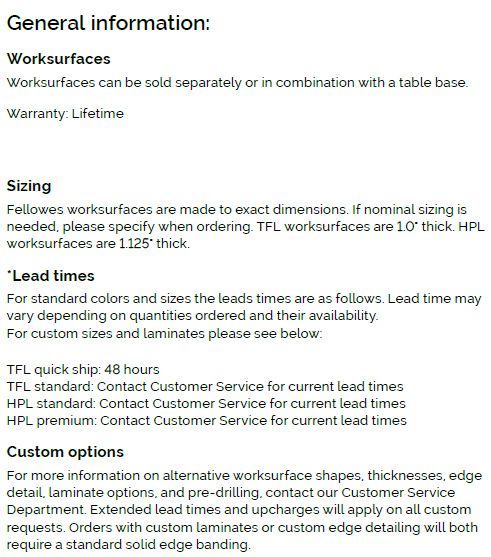 General information:
Worksurfaces
Worksurfaces can be sold separately or in combination with a table base.
Warranty: Lifetime
Sizing
Fellowes worksurfaces are made to exact dimensions. If nominal sizing is
needed, please specify when ordering. TFL worksurfaces are 1.0" thick. HPL
worksurfaces are 1.125" thick.
*Lead times
For standard colors and sizes the leads times are as follows. Lead time may
vary depending on quantities ordered and their availability.
For custom sizes and laminates please see below:
TFL quick ship: 48 hours
TFL standard: Contact Customer Service for current lead times
HPL standard: Contact Customer Service for current lead times
HPL premium: Contact Customer Service for current lead times
Custom options
For more information on alternative worksurface shapes, thicknesses, edge
detail, laminate options, and pre-drilling, contact our Customer Service
Department. Extended lead times and upcharges will apply on all custom
requests. Orders with custom laminates or custom edge detailing will both
require a standard solid edge banding.